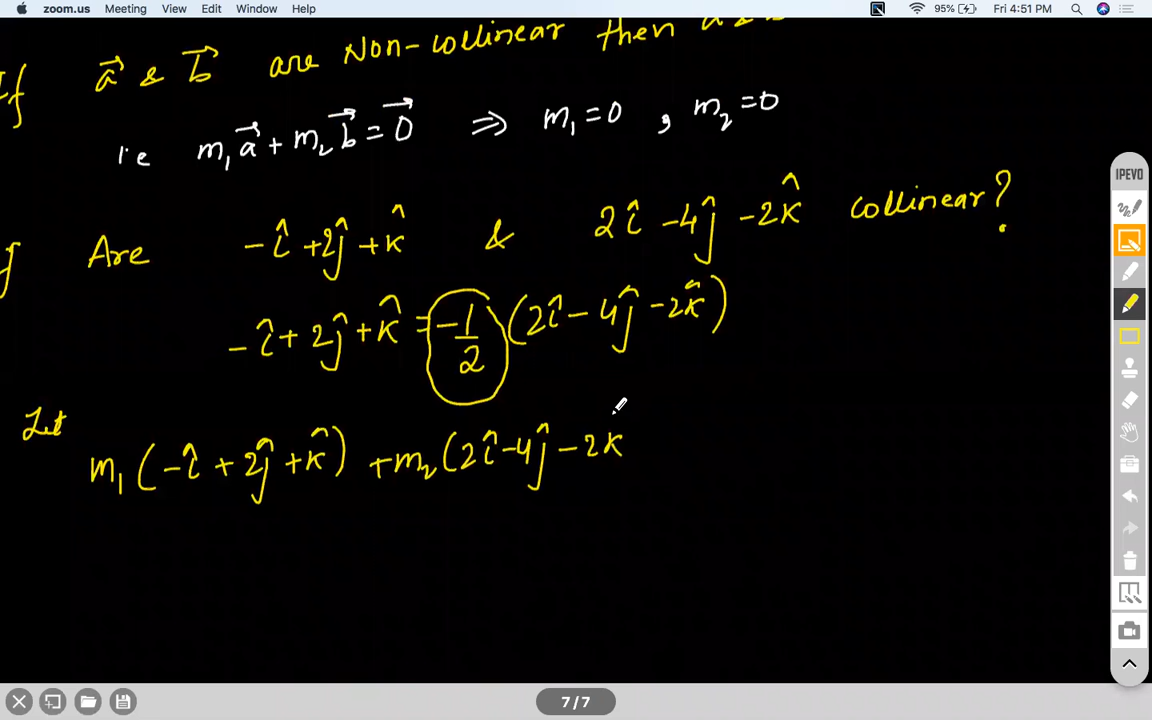 zoom.us Meeting View Edit Window Help 95% Fri 4:51 PM
If a⃗ & b⃗ are Non-collinear then
i.e m₁a⃗ + m₂b⃗ = 0⃗ ⇒ m₁=0 , m₂=0
Are -î+2ĵ+k̂ & 2î-4ĵ-2k̂ collinear?
-î+2ĵ+k̂ = -1/2 (2î-4ĵ-2k̂)
Let
m₁(-î+2ĵ+k̂) +m₂(2î-4ĵ-2k
IPEVO
7 / 7